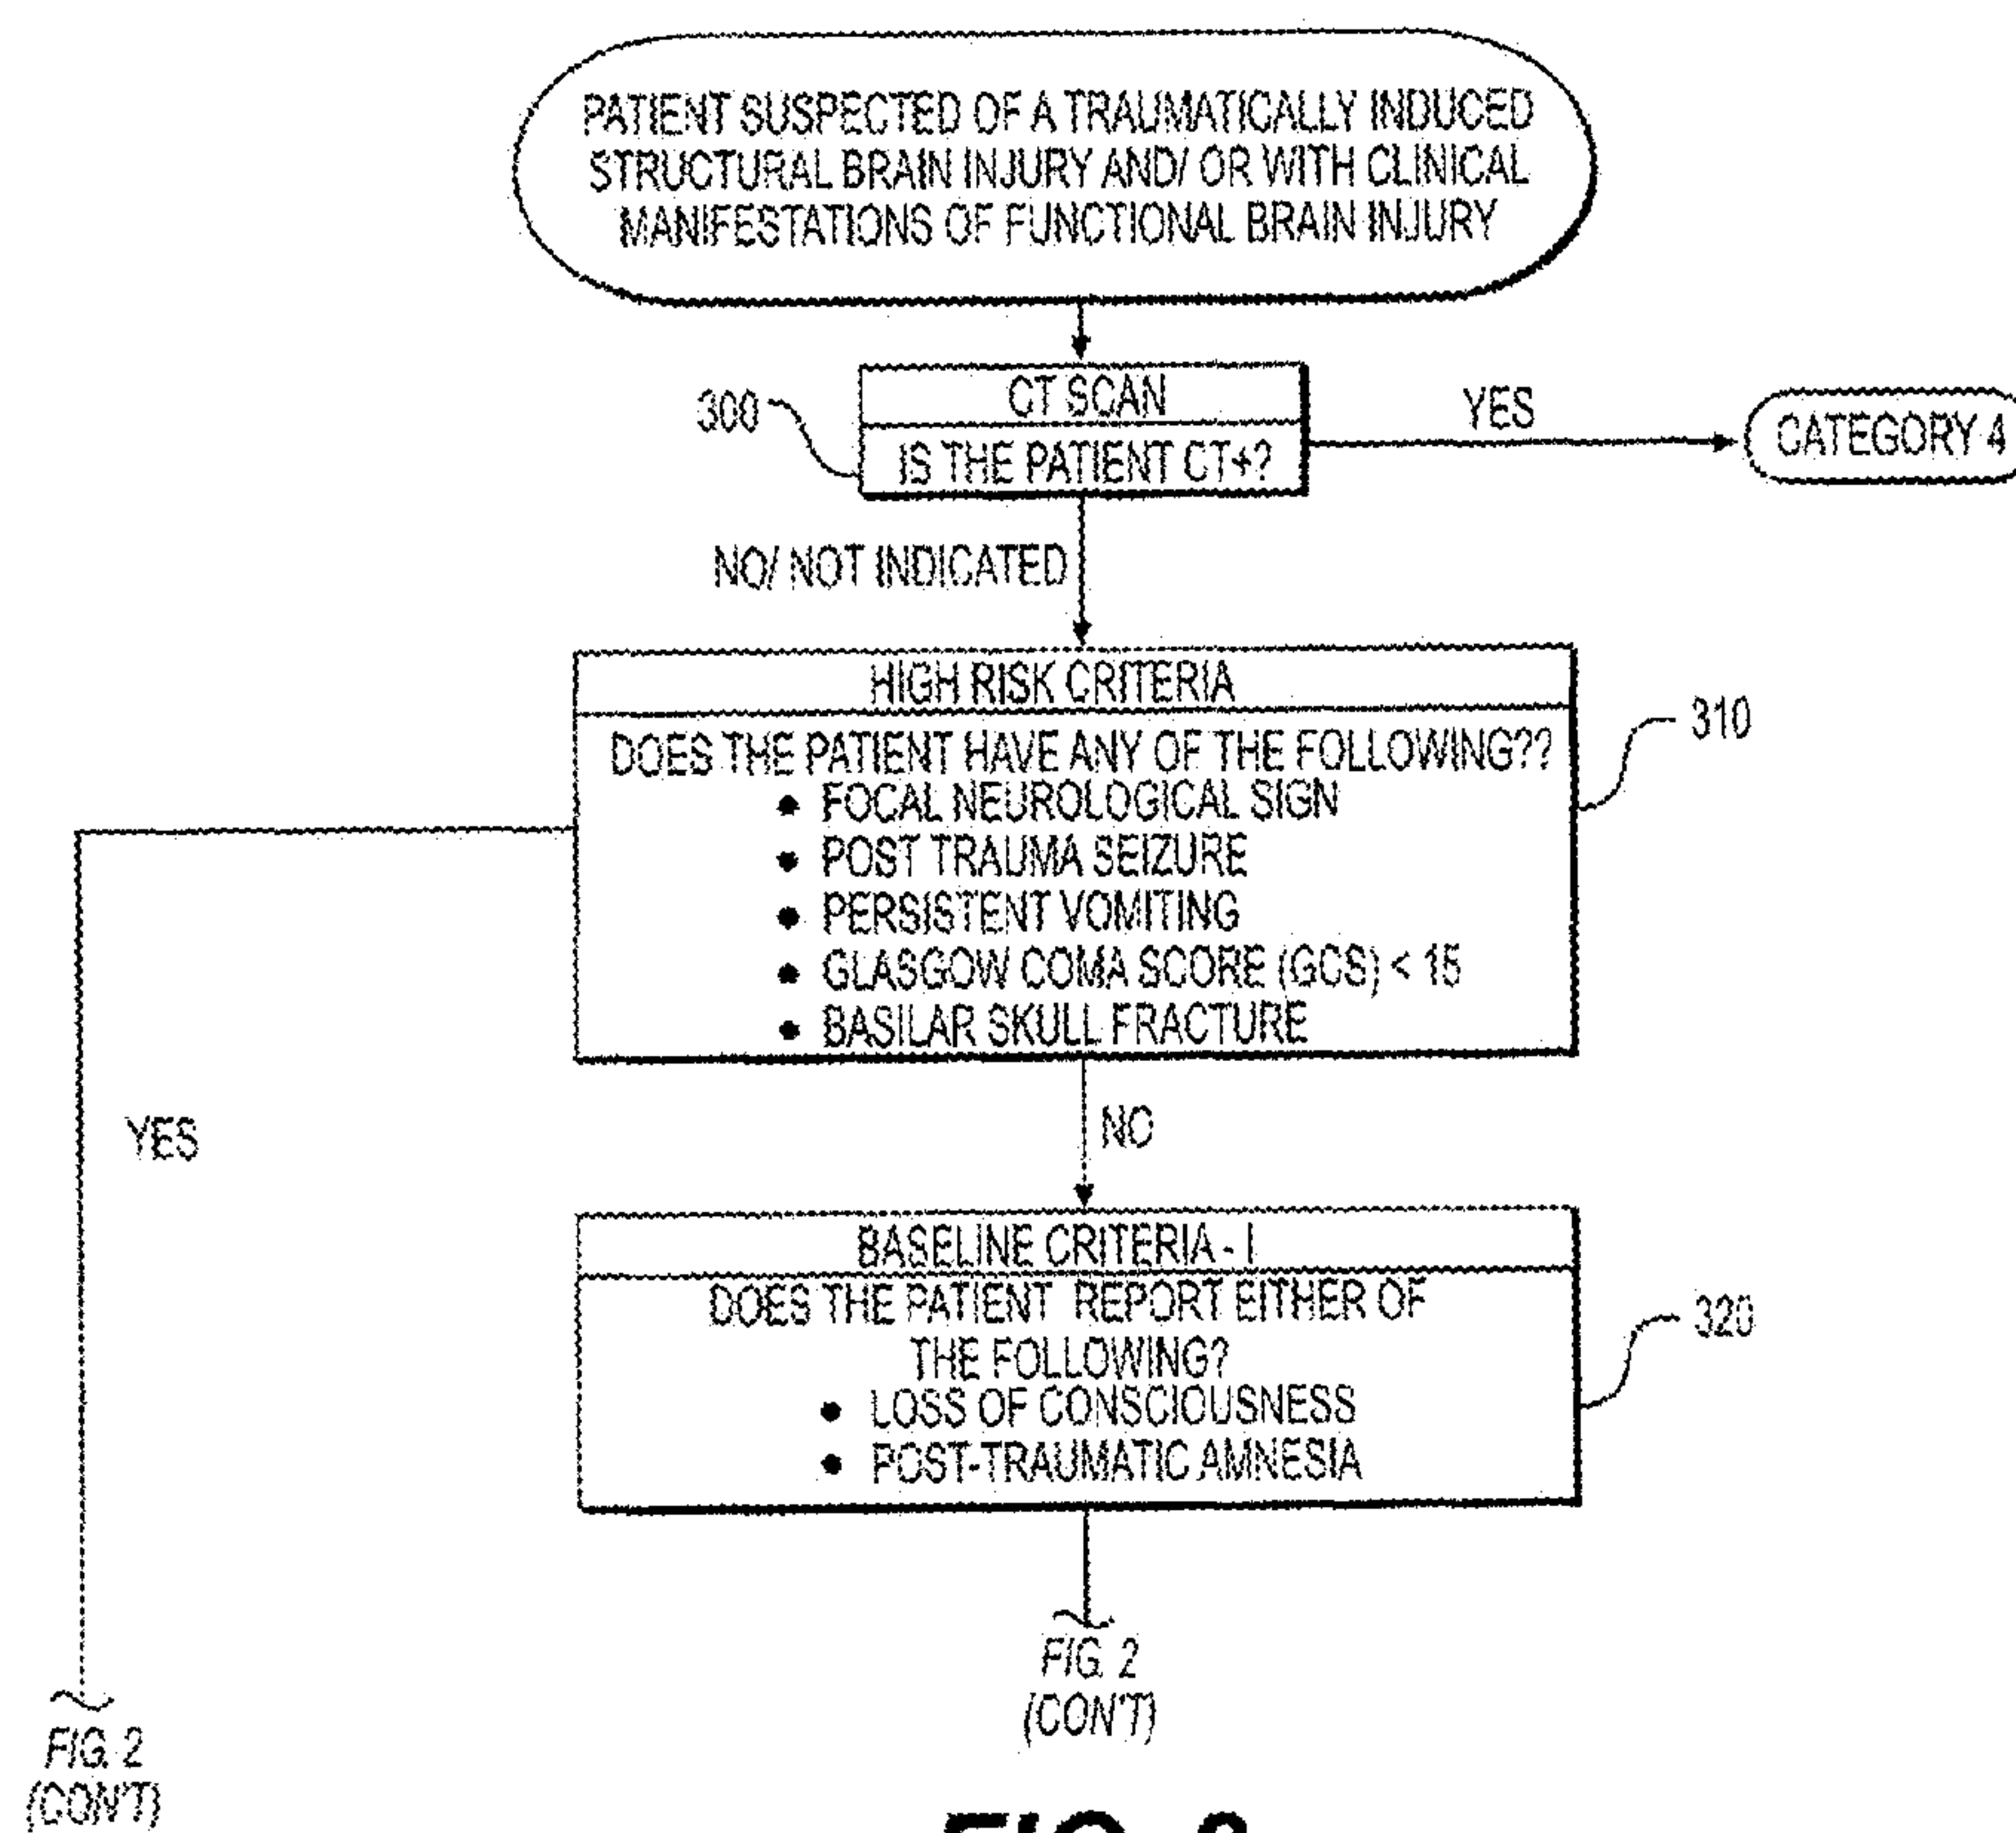 PATIENT SUSPECTED OF A TRAUMATICALLY INDUCED
STRUCTURAL BRAIN INJURY AND/ OR WITH CLINICAL
MANIFESTATIONS OF FUNCTIONAL BRAIN INJURY
CT SCAN
300
IS THE PATIENT CT+?
YES
CATEGORY 4
NO/ NOT INDICATED
HIGH RISK CRITERIA
310
DOES THE PATIENT HAVE ANY OF THE FOLLOWING??
● FOCAL NEUROLOGICAL SIGN
● POST TRAUMA SEIZURE
● PERSISTENT VOMITING
● GLASGOW COMA SCORE (GCS) < 15
● BASILAR SKULL FRACTURE
YES
NO
BASELINE CRITERIA - I
DOES THE PATIENT REPORT EITHER OF
THE FOLLOWING?
320
● LOSS OF CONSCIOUSNESS
● POST-TRAUMATIC AMNESIA
FIG. 2
(CON'T)
FIG. 2
(CON'T)